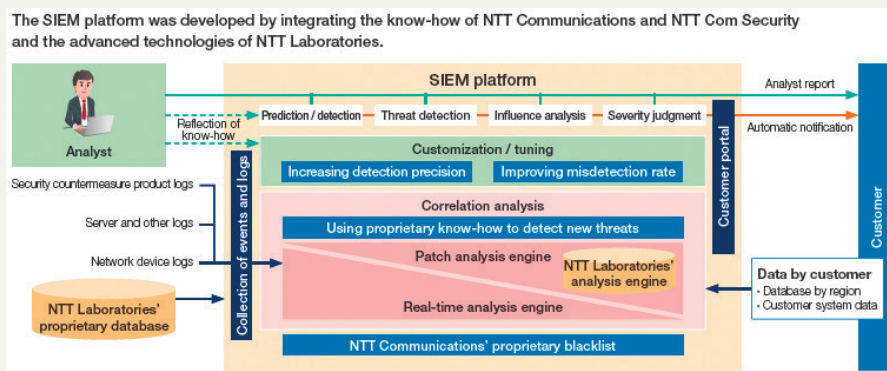 The SIEM platform was developed by integrating the know-how of NTT Communications and NTT Com Security
and the advanced technologies of NTT Laboratories.
SIEM platform
Analyst report
Prediction / detection
Threat detection
Influence analysis
Severity judgment
Automatic notification
Reflection of
know-how
Analyst
Customization / tuning
Increasing detection precision
Improving misdetection rate
Customer portal
Customer
Collection of events and logs
Security countermeasure product logs
Server and other logs
Network device logs
NTT Laboratories'
proprietary database
Correlation analysis
Using proprietary know-how to detect new threats
Patch analysis engine
NTT Laboratories'
analysis engine
Real-time analysis engine
NTT Communications' proprietary blacklist
Data by customer
・Database by region
・Customer system data